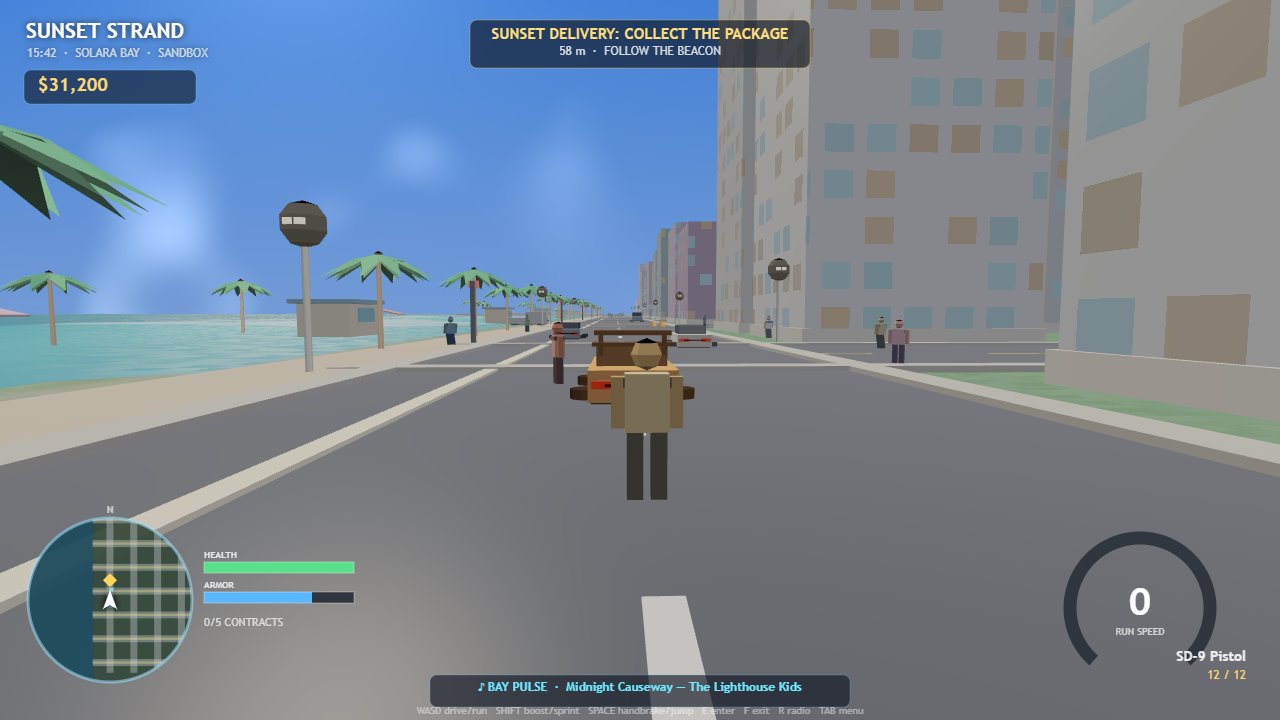 SUNSET STRAND
15:42 · SOLARA BAY · SANDBOX
$31,200
SUNSET DELIVERY: COLLECT THE PACKAGE
58 m · FOLLOW THE BEACON
N
HEALTH
ARMOR
0/5 CONTRACTS
0
RUN SPEED
SD-9 Pistol
12 / 12
♪ BAY PULSE · Midnight Causeway — The Lighthouse Kids
WASD drive/run SHIFT boost/sprint SPACE handbrake/jump E enter F exit R radio TAB menu